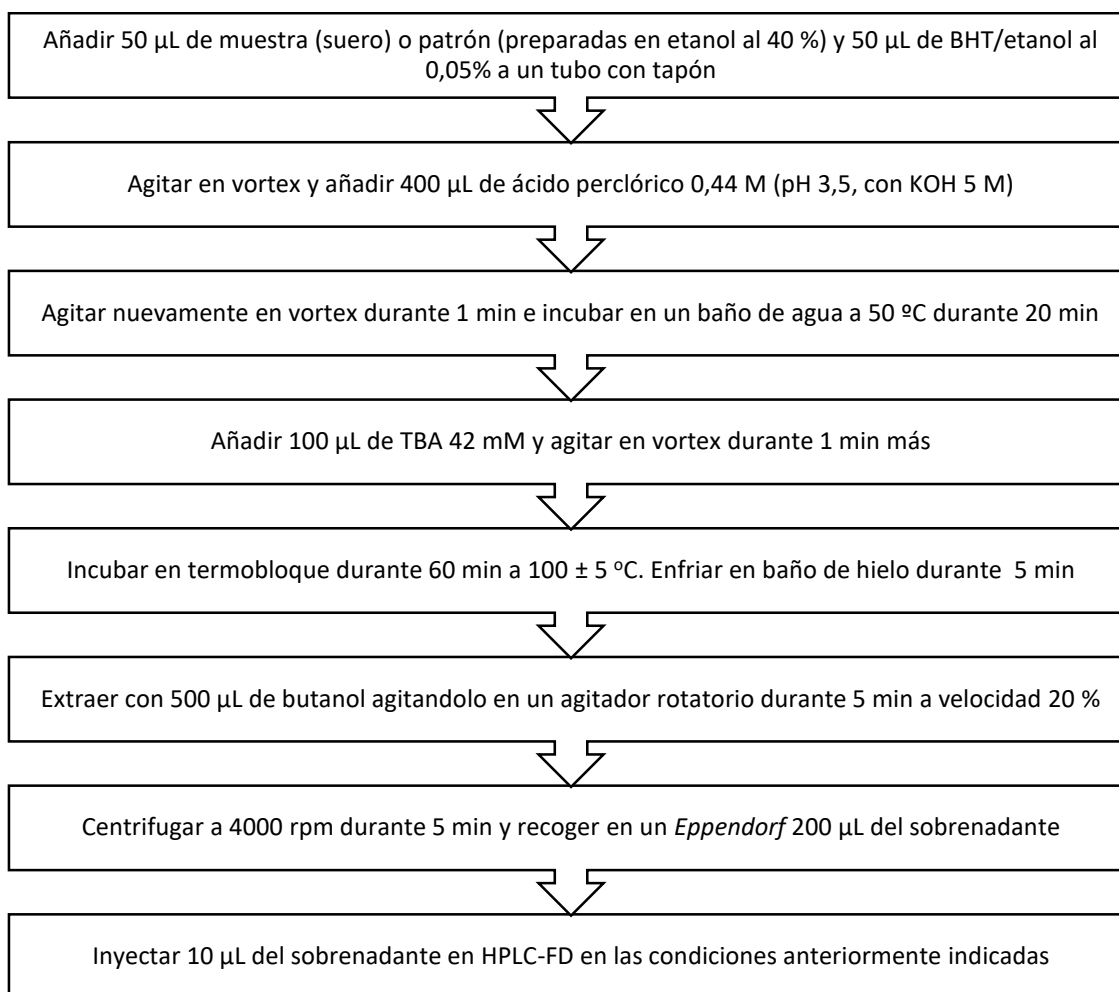 Añadir 50 µL de muestra (suero) o patrón (preparadas en etanol al 40 %) y 50 µL de BHT/etanol al
0,05% a un tubo con tapón
Agitar en vortex y añadir 400 µL de ácido perclórico 0,44 M (pH 3,5, con KOH 5 M)
Agitar nuevamente en vortex durante 1 min e incubar en un baño de agua a 50 ºC durante 20 min
Añadir 100 µL de TBA 42 mM y agitar en vortex durante 1 min más
Incubar en termobloque durante 60 min a 100 ± 5 ºC. Enfriar en baño de hielo durante 5 min
Extraer con 500 µL de butanol agitandolo en un agitador rotatorio durante 5 min a velocidad 20 %
Centrifugar a 4000 rpm durante 5 min y recoger en un Eppendorf 200 µL del sobrenadante
Inyectar 10 µL del sobrenadante en HPLC-FD en las condiciones anteriormente indicadas